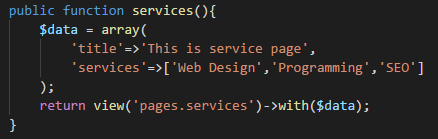 public function services(){
    $data = array(
        'title'=>'This is service page',
        'services'=>['Web Design','Programming','SEO']
    );
    return view('pages.services')->with($data);
}